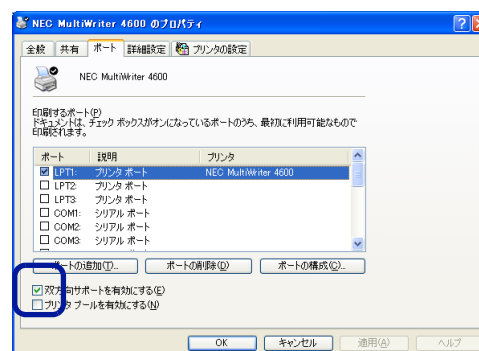 NEC MultiWriter 4600 のプロパティ
全般 共有 ポート 詳細設定 プリンタの設定
NEC MultiWriter 4600
印刷するポート(P)
ドキュメントは、チェック ボックスがオンになっているポートのうち、最初に利用可能なもので
印刷されます。
ポート 説明 プリンタ
LPT1: プリンタ ポート NEC MultiWriter 4600
LPT2: プリンタ ポート
LPT3: プリンタ ポート
COM1: シリアル ポート
COM2: シリアル ポート
COM3: シリアル ポート
ポートの追加(T)... ポートの削除(D) ポートの構成(C)...
双方向サポートを有効にする(E)
プリンタ プールを有効にする(N)
OK キャンセル 適用(A) ヘルプ